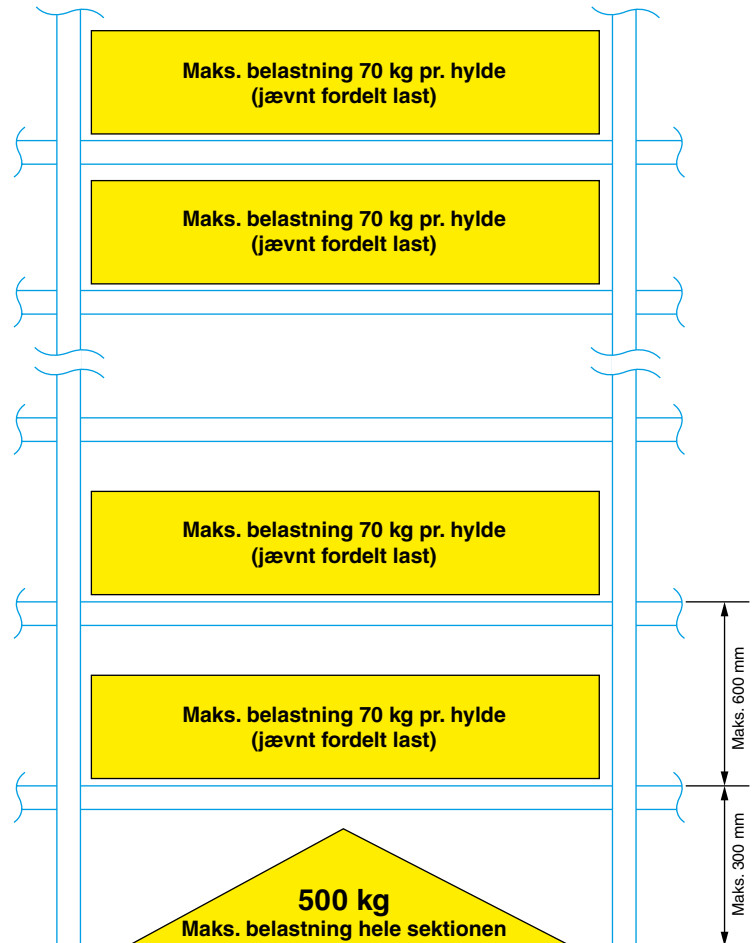 Maks. belastning 70 kg pr. hylde
(jævnt fordelt last)
Maks. belastning 70 kg pr. hylde
(jævnt fordelt last)
Maks. belastning 70 kg pr. hylde
(jævnt fordelt last)
Maks. 600 mm
Maks. belastning 70 kg pr. hylde
(jævnt fordelt last)
Maks. 300 mm
500 kg
Maks. belastning hele sektionen